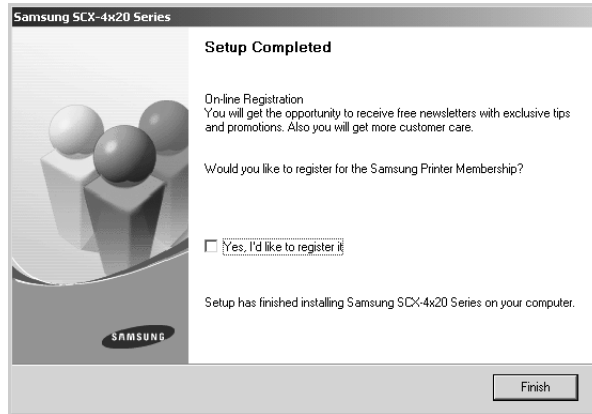 Samsung SCX-4x20 Series
Setup Completed
On-line Registration
You will get the opportunity to receive free newsletters with exclusive tips
and promotions. Also you will get more customer care.
Would you like to register for the Samsung Printer Membership?
Yes, I'd like to register it
Setup has finished installing Samsung SCX-4x20 Series on your computer.
SAMSUNG
Finish